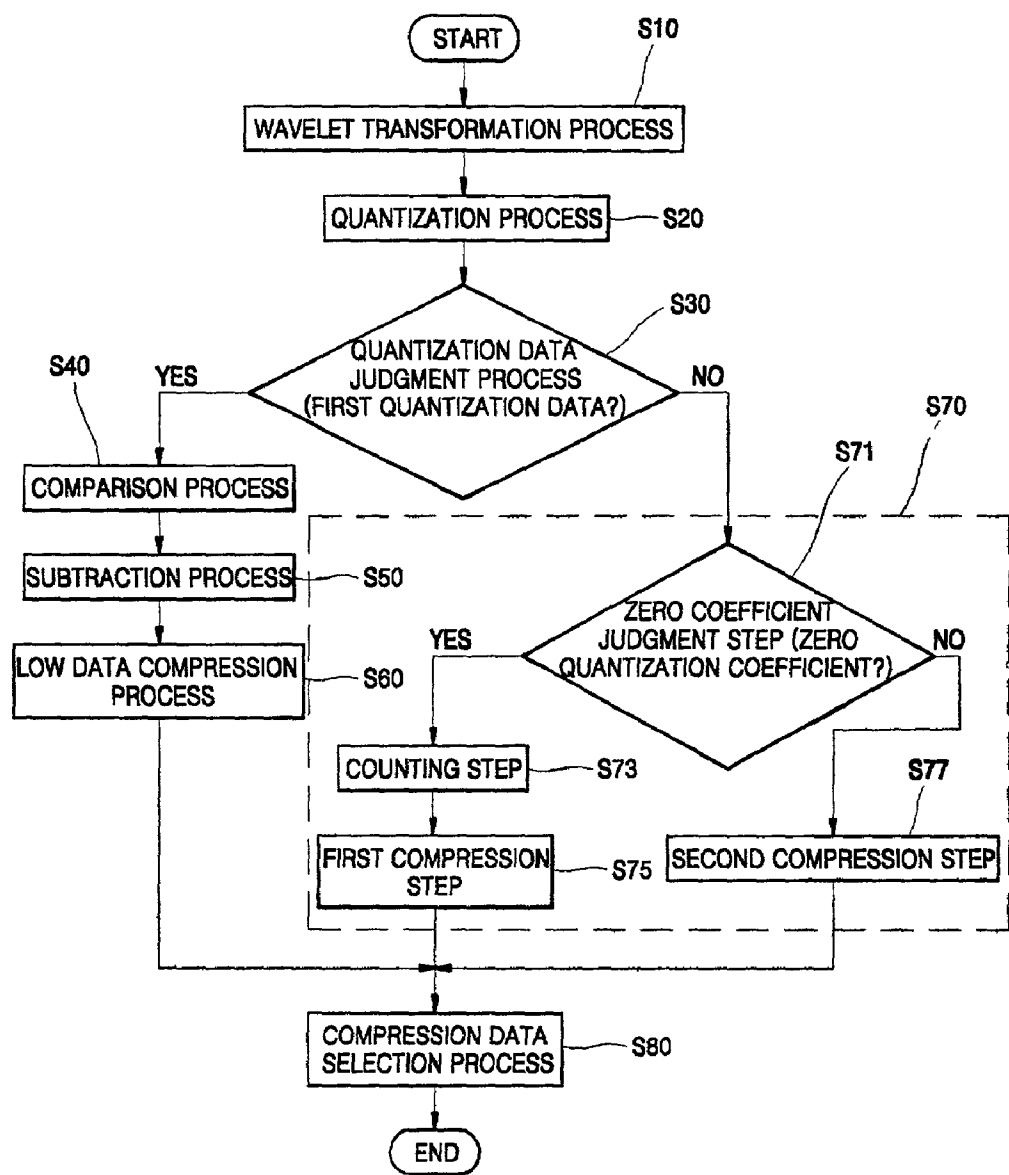 START
S10
WAVELET TRANSFORMATION PROCESS
QUANTIZATION PROCESS
S20
S30
QUANTIZATION DATA
JUDGMENT PROCESS
(FIRST QUANTIZATION DATA?)
S40
YES
NO
S70
S71
COMPARISON PROCESS
SUBTRACTION PROCESS
S50
LOW DATA COMPRESSION
PROCESS
S60
ZERO COEFFICIENT
JUDGMENT STEP (ZERO
QUANTIZATION COEFFICIENT?)
YES
NO
COUNTING STEP
S73
S77
FIRST COMPRESSION
STEP
S75
SECOND COMPRESSION STEP
COMPRESSION DATA
SELECTION PROCESS
S80
END